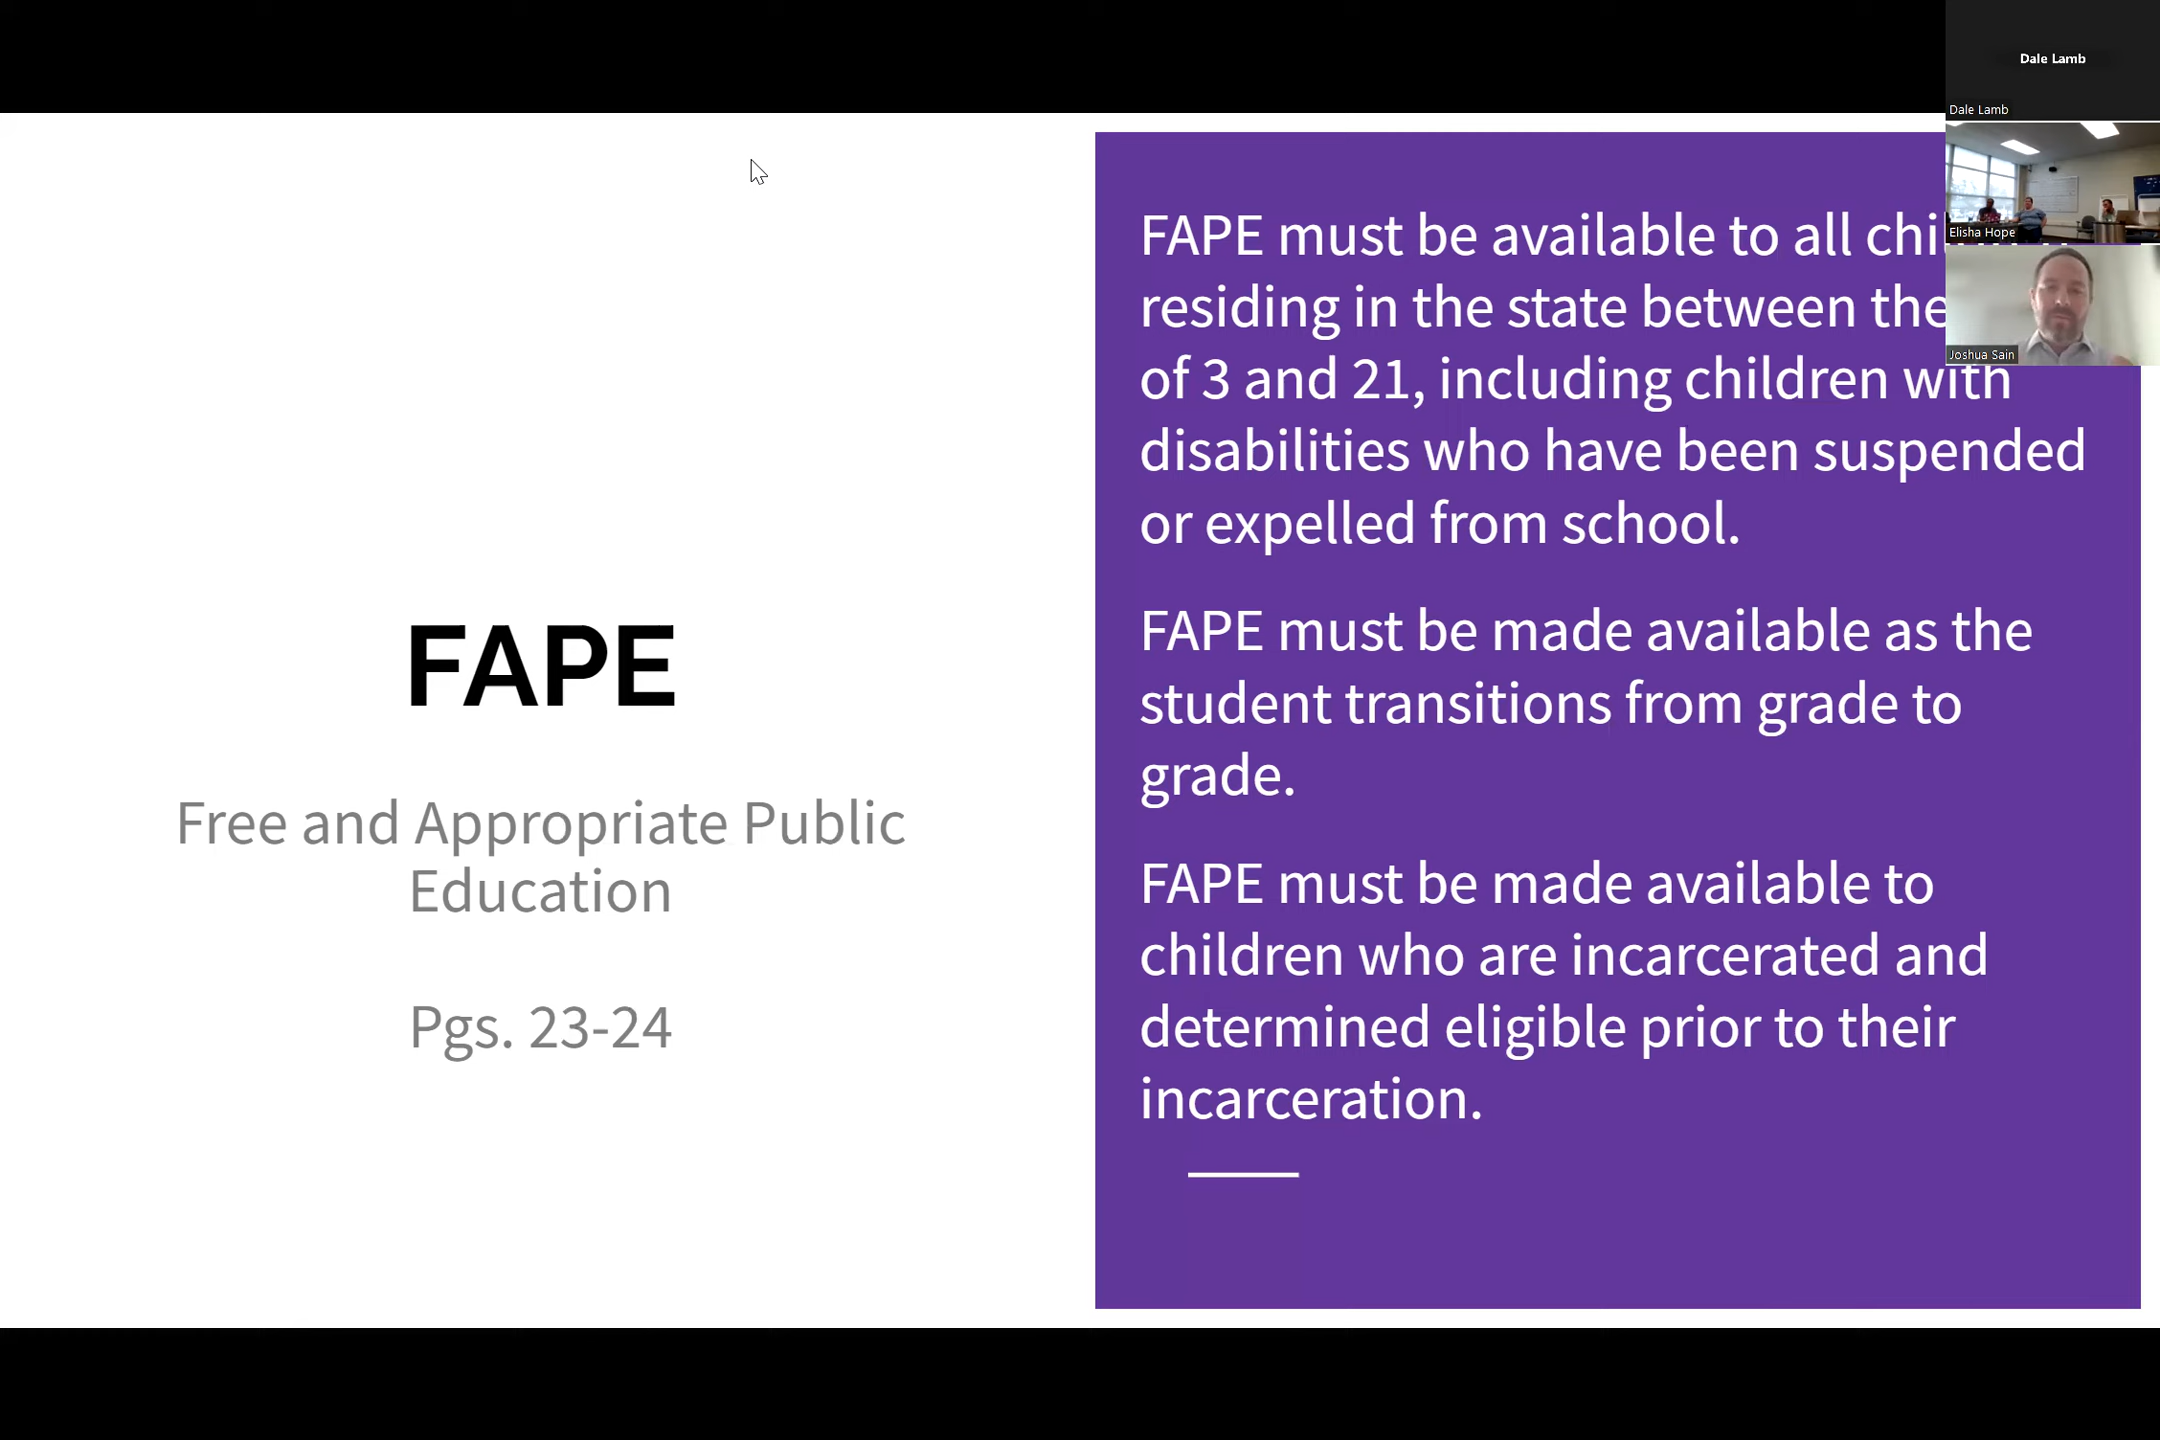 FAPE
Free and Appropriate Public
Education
Pgs. 23-24
FAPE must be available to all
residing in the state between the
of 3 and 21, including children with
disabilities who have been suspended
or expelled from school.
FAPE must be made available as the
student transitions from grade to
grade.
FAPE must be made available to
children who are incarcerated and
determined eligible prior to their
incarceration.
Dale Lamb
Dale Lamb
Elisha Hope
Joshua Sain